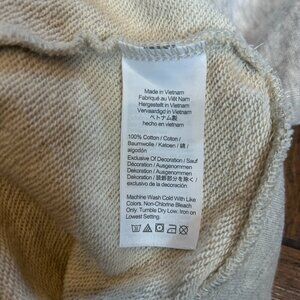 Made in Vietnam
Fabriqué au Viêt Nam
Hergestellt in Vietnam
Vervaardigd in Vietnam
ベトナム製
hecho en Vietnam
100% Cotton / Coton /
Baumwolle / Katoen / 綿 /
algodón
Exclusive Of Decoration / Sauf
Décoration / Ausgenommen
Dekoration / Ausgenommen
Decoratie / 装飾部分を除く /
exclusivo de la decoración
Machine Wash Cold With Like
Colors. Non-Chlorine Bleach
Only. Tumble Dry Low. Iron on
Lowest Setting.